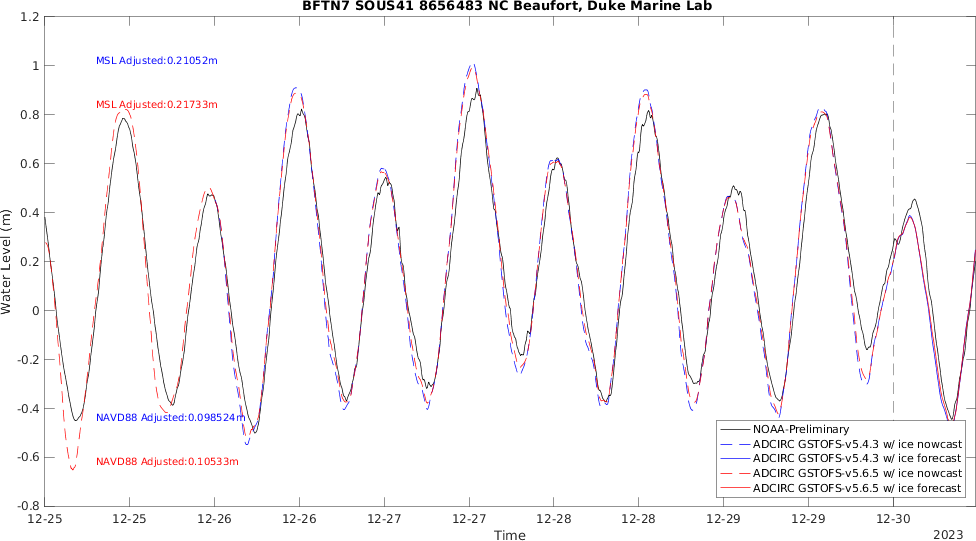 BFTN7 SOUS41 8656483 NC Beaufort, Duke Marine Lab
1.2
1
0.8
0.6
0.4
0.2
0
-0.2
-0.4
-0.6
-0.8
Water Level (m)
MSL Adjusted:0.21052m
MSL Adjusted:0.21733m
NAVD88 Adjusted:0.098524m
NAVD88 Adjusted:0.10533m
NOAA-Preliminary
ADCIRC GSTOFS-v5.4.3 w/ ice nowcast
ADCIRC GSTOFS-v5.4.3 w/ ice forecast
ADCIRC GSTOFS-v5.6.5 w/ ice nowcast
ADCIRC GSTOFS-v5.6.5 w/ ice forecast
12-25 12-25 12-26 12-26 12-27 12-27 12-28 12-28 12-29 12-29 12-30
Time
2023